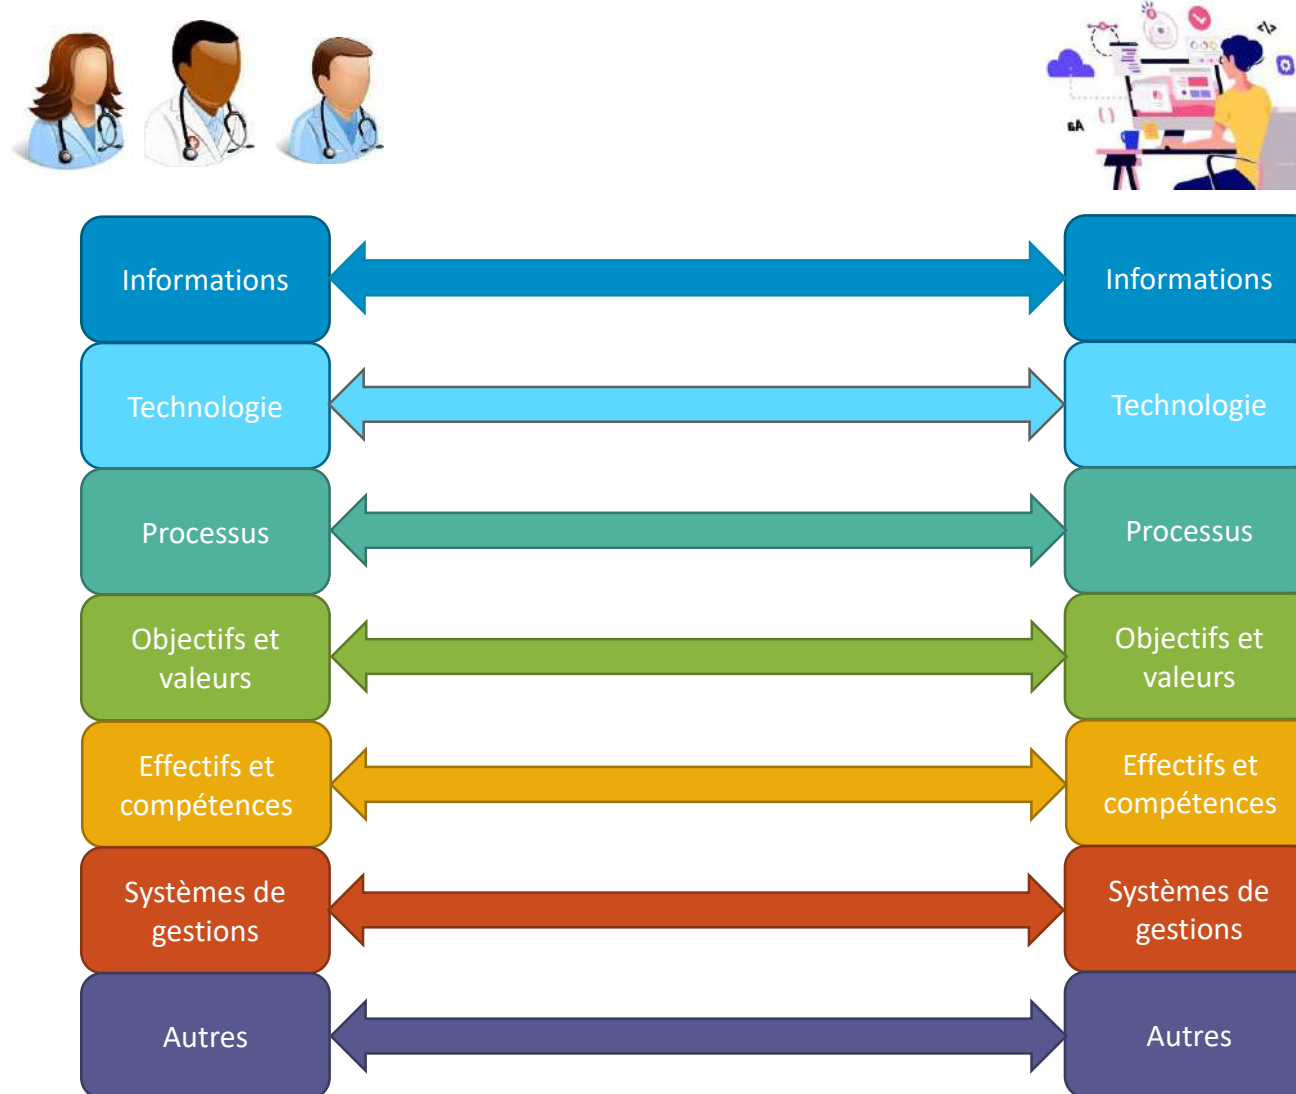 Informations
Informations
Technologie
Technologie
Processus
Processus
Objectifs et
valeurs
Objectifs et
valeurs
Effectifs et
compétences
Effectifs et
compétences
Systèmes de
gestions
Systèmes de
gestions
Autres
Autres